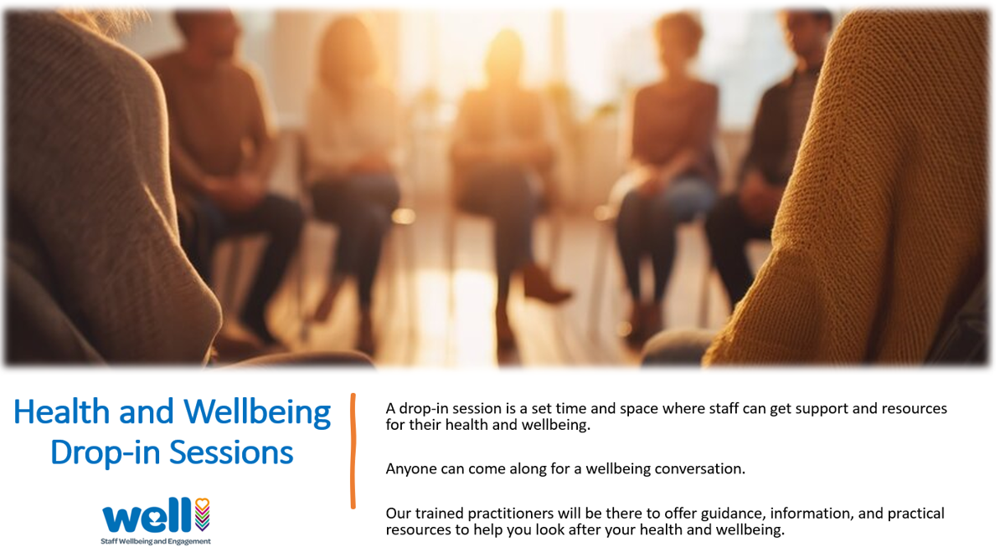 Health and Wellbeing
Drop-in Sessions
well
Staff Wellbeing and Engagement
A drop-in session is a set time and space where staff can get support and resources
for their health and wellbeing.
Anyone can come along for a wellbeing conversation.
Our trained practitioners will be there to offer guidance, information, and practical
resources to help you look after your health and wellbeing.